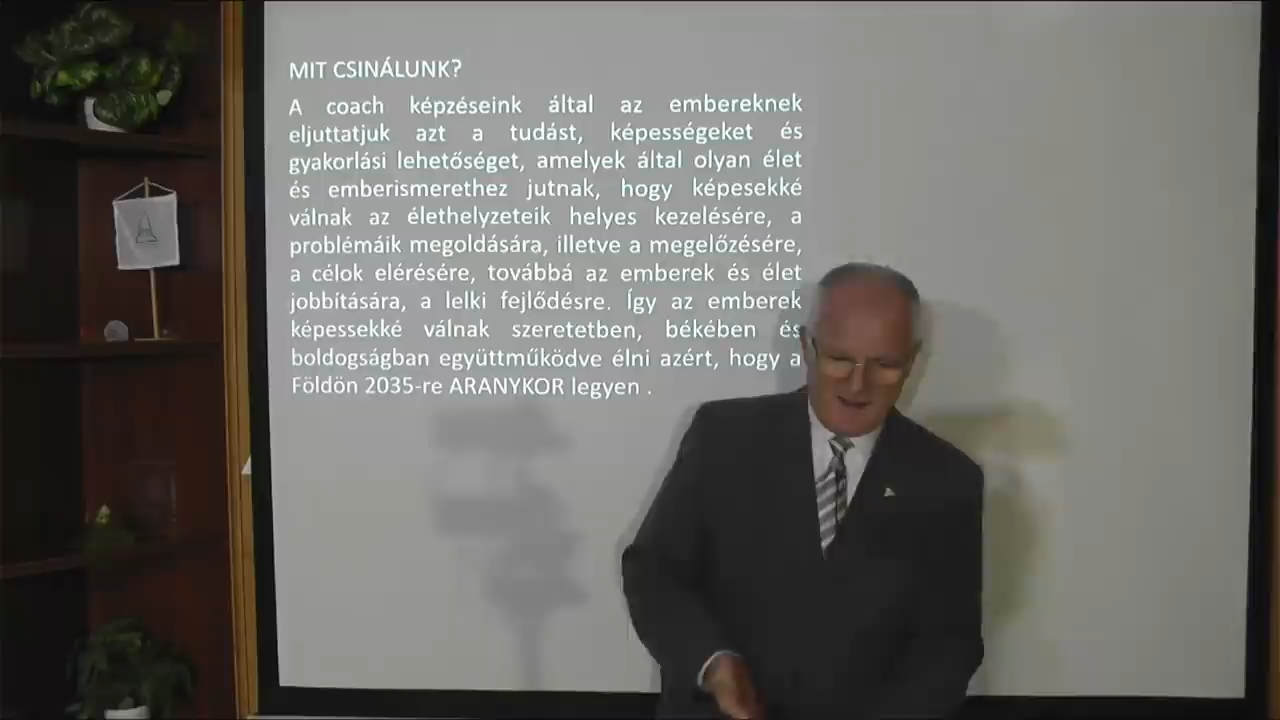 MIT CSINÁLUNK?
A coach képzéseink által az embereknek
eljuttatjuk azt a tudást, képességeket és
gyakorlási lehetőséget, amelyek által olyan élet
és emberismerethez jutnak, hogy képesekké
válnak az élethelyzeteik helyes kezelésére, a
problémáik megoldására, illetve a megelőzésére,
a célok elérésére, továbbá az emberek és élet
jobbítására, a lelki fejlődésre. Így az emberek
képessekké válnak szeretetben, békében és
boldogságban együttműködve élni azért, hogy a
Földön 2035-re ARANYKOR legyen .